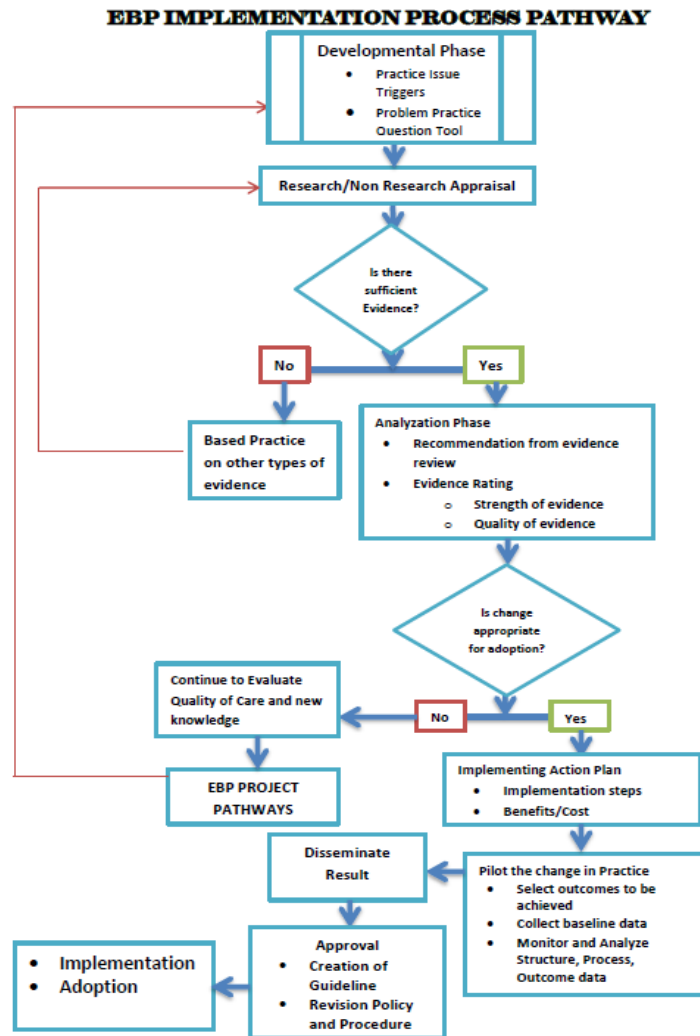 EBP IMPLEMENTATION PROCESS PATHWAY
Developmental Phase
• Practice Issue
Triggers
• Problem Practice
Question Tool
Research/Non Research Appraisal
Is there
sufficient
Evidence?
No
Yes
Based Practice
on other types of
evidence
Analyzation Phase
• Recommendation from evidence
review
• Evidence Rating
o Strength of evidence
o Quality of evidence
Is change
appropriate
for adoption?
Continue to Evaluate
Quality of Care and new
knowledge
No
Yes
EBP PROJECT
PATHWAYS
Implementing Action Plan
• Implementation steps
• Benefits/Cost
Disseminate
Result
Pilot the change in Practice
• Select outcomes to be
achieved
• Collect baseline data
• Monitor and Analyze
Structure, Process,
Outcome data
Approval
• Creation of
Guideline
• Revision Policy
and Procedure
• Implementation
• Adoption